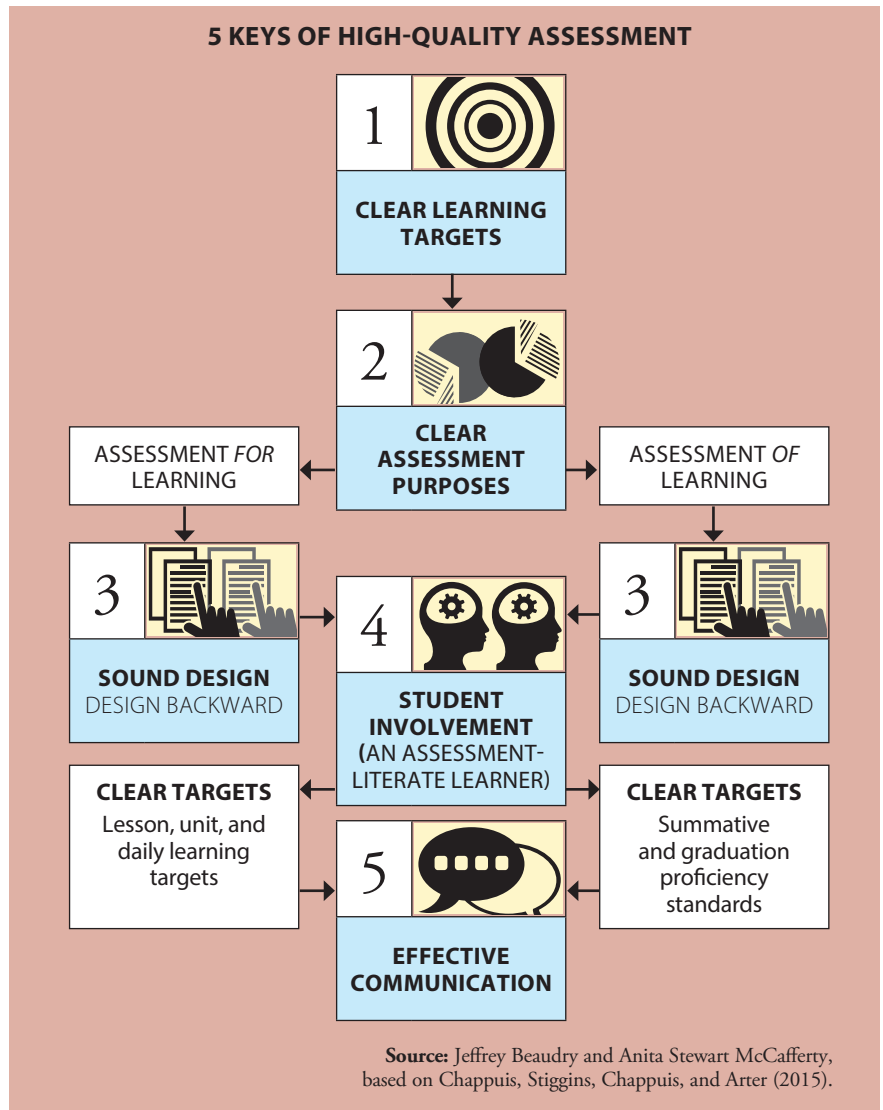 5 KEYS OF HIGH-QUALITY ASSESSMENT
1
CLEAR LEARNING
TARGETS
2
CLEAR
ASSESSMENT
PURPOSES
ASSESSMENT FOR
LEARNING
ASSESSMENT OF
LEARNING
3
SOUND DESIGN
DESIGN BACKWARD
4
STUDENT
INVOLVEMENT
(AN ASSESSMENT-
LITERATE LEARNER)
3
SOUND DESIGN
DESIGN BACKWARD
CLEAR TARGETS
Lesson, unit, and
daily learning
targets
CLEAR TARGETS
Summative
and graduation
proficiency
standards
5
EFFECTIVE
COMMUNICATION
Source: Jeffrey Beaudry and Anita Stewart McCafferty,
based on Chappuis, Stiggins, Chappuis, and Arter (2015).